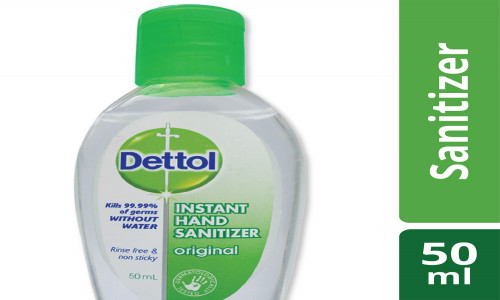 Dettol
Kills 99.99%
of germs
WITHOUT
WATER
Rinse free &
non sticky
50 mL
INSTANT
HAND
SANITIZER
original
Sanitizer
50
ml